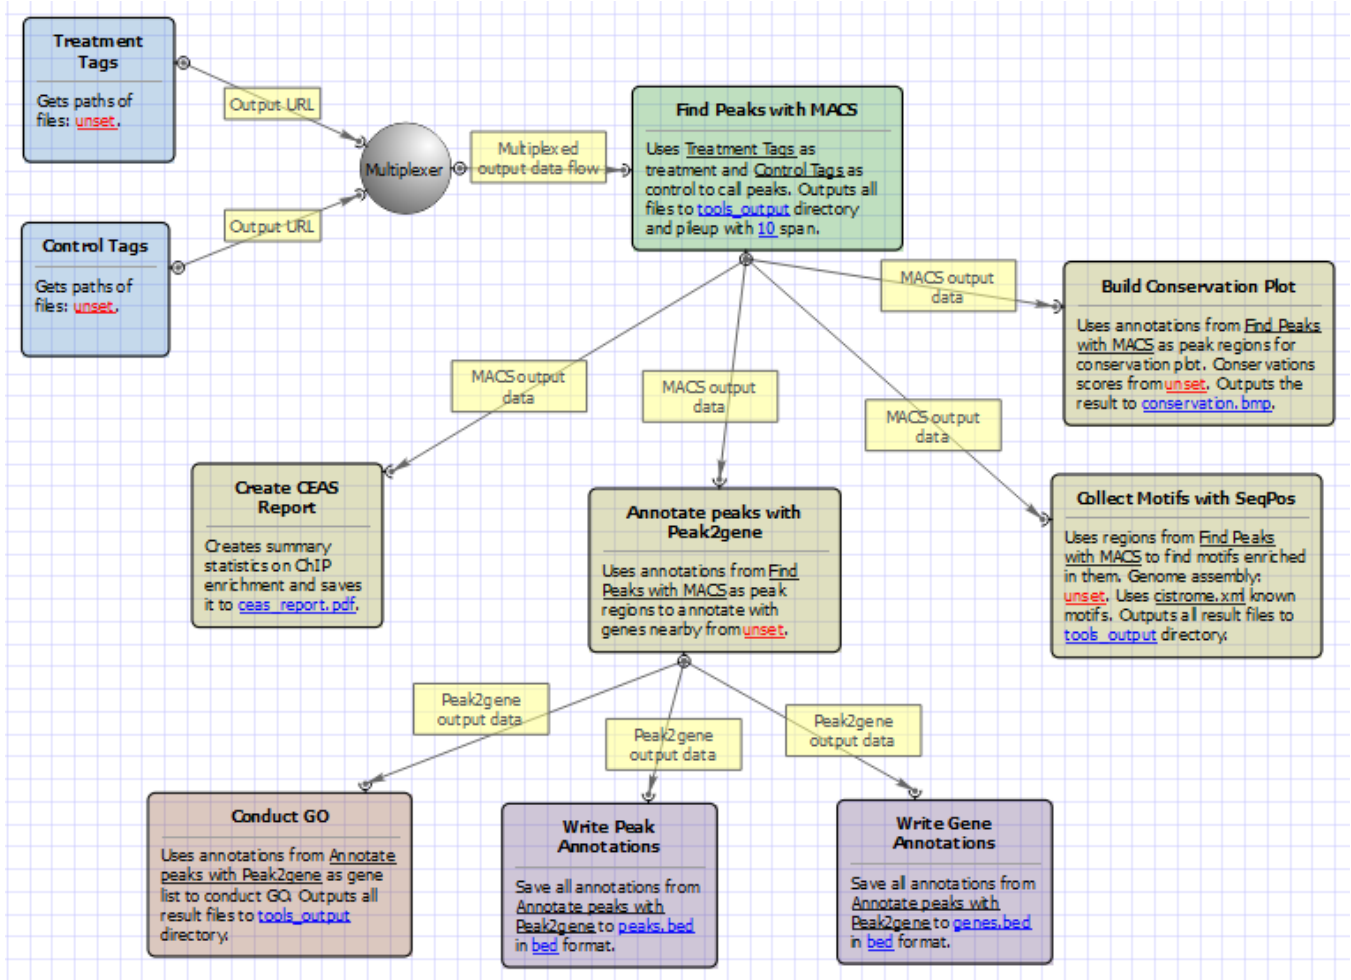 Treatment
Tags
Gets paths of
files: unset.
Output URL
Multiplexer
Multiplexed
output data flow
Find Peaks with MACS
Uses Treatment Tags as
treatment and Control Tags as
control to call peaks. Outputs all
files to tools_output directory
and pileup with 10 span.
Output URL
Control Tags
Gets paths of
files: unset.
MACS output
data
Build Conservation Plot
Uses annotations from Find Peaks
with MACS as peak regions for
conservation plot. Conservations
scores from unset. Outputs the
result to conservation.bmp.
MACS output
data
MACS output
data
MACS output
data
Create CEAS
Report
Creates summary
statistics on ChIP
enrichment and saves
it to ceas_report.pdf.
Annotate peaks with
Peak2gene
Uses annotations from Find
Peaks with MACS as peak
regions to annotate with
genes nearby from unset.
Collect Motifs with SeqPos
Uses regions from Find Peaks
with MACS to find motifs enriched
in them. Genome assembly:
unset. Uses cistrome.xml known
motifs. Outputs all result files to
tools_output directory.
Peak2gene
output data
Peak2gene
output data
Peak2gene
output data
Conduct GO
Uses annotations from Annotate
peaks with Peak2gene as gene
list to conduct GO. Outputs all
result files to tools_output
directory.
Write Peak
Annotations
Save all annotations from
Annotate peaks with
Peak2gene to peaks.bed
in bed format.
Write Gene
Annotations
Save all annotations from
Annotate peaks with
Peak2gene to genes.bed
in bed format.